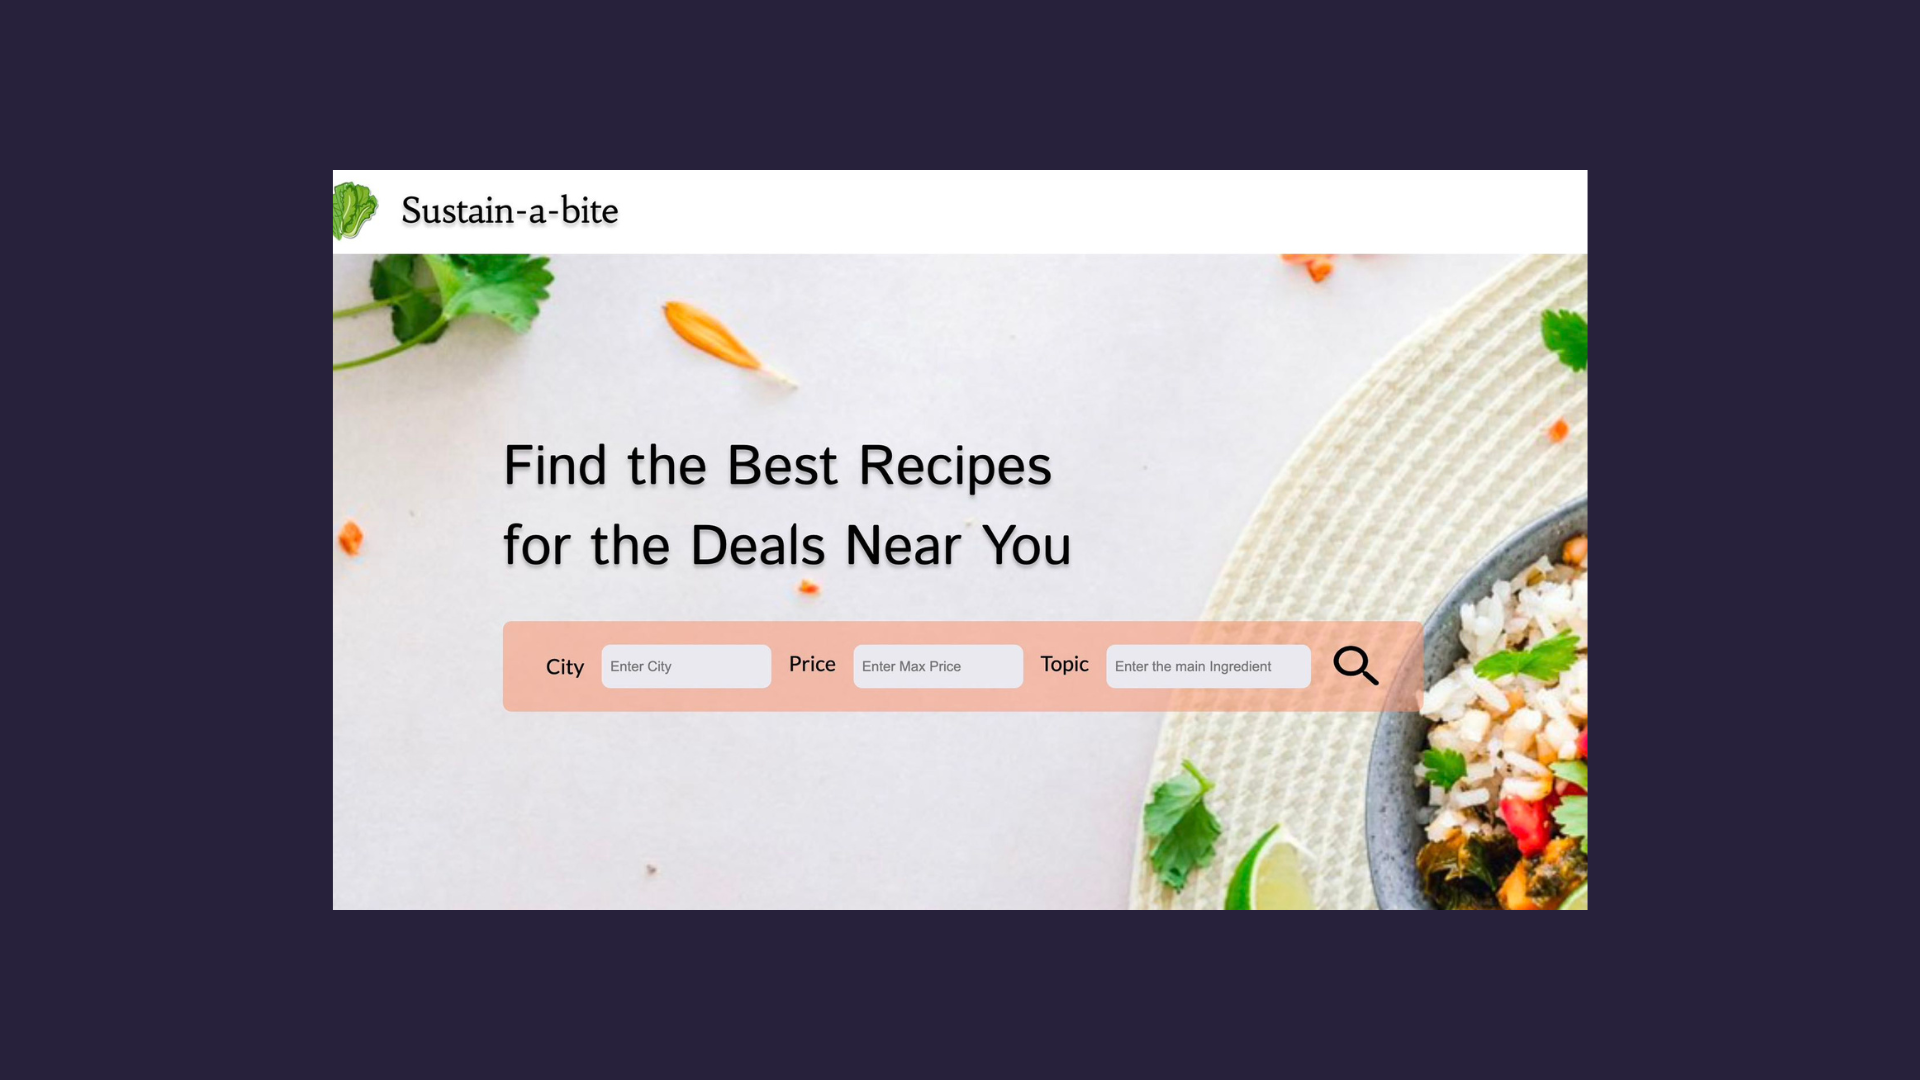 Sustain-a-bite
Find the Best Recipes
for the Deals Near You
City Enter City Price Enter Max Price Topic Enter the main Ingredient